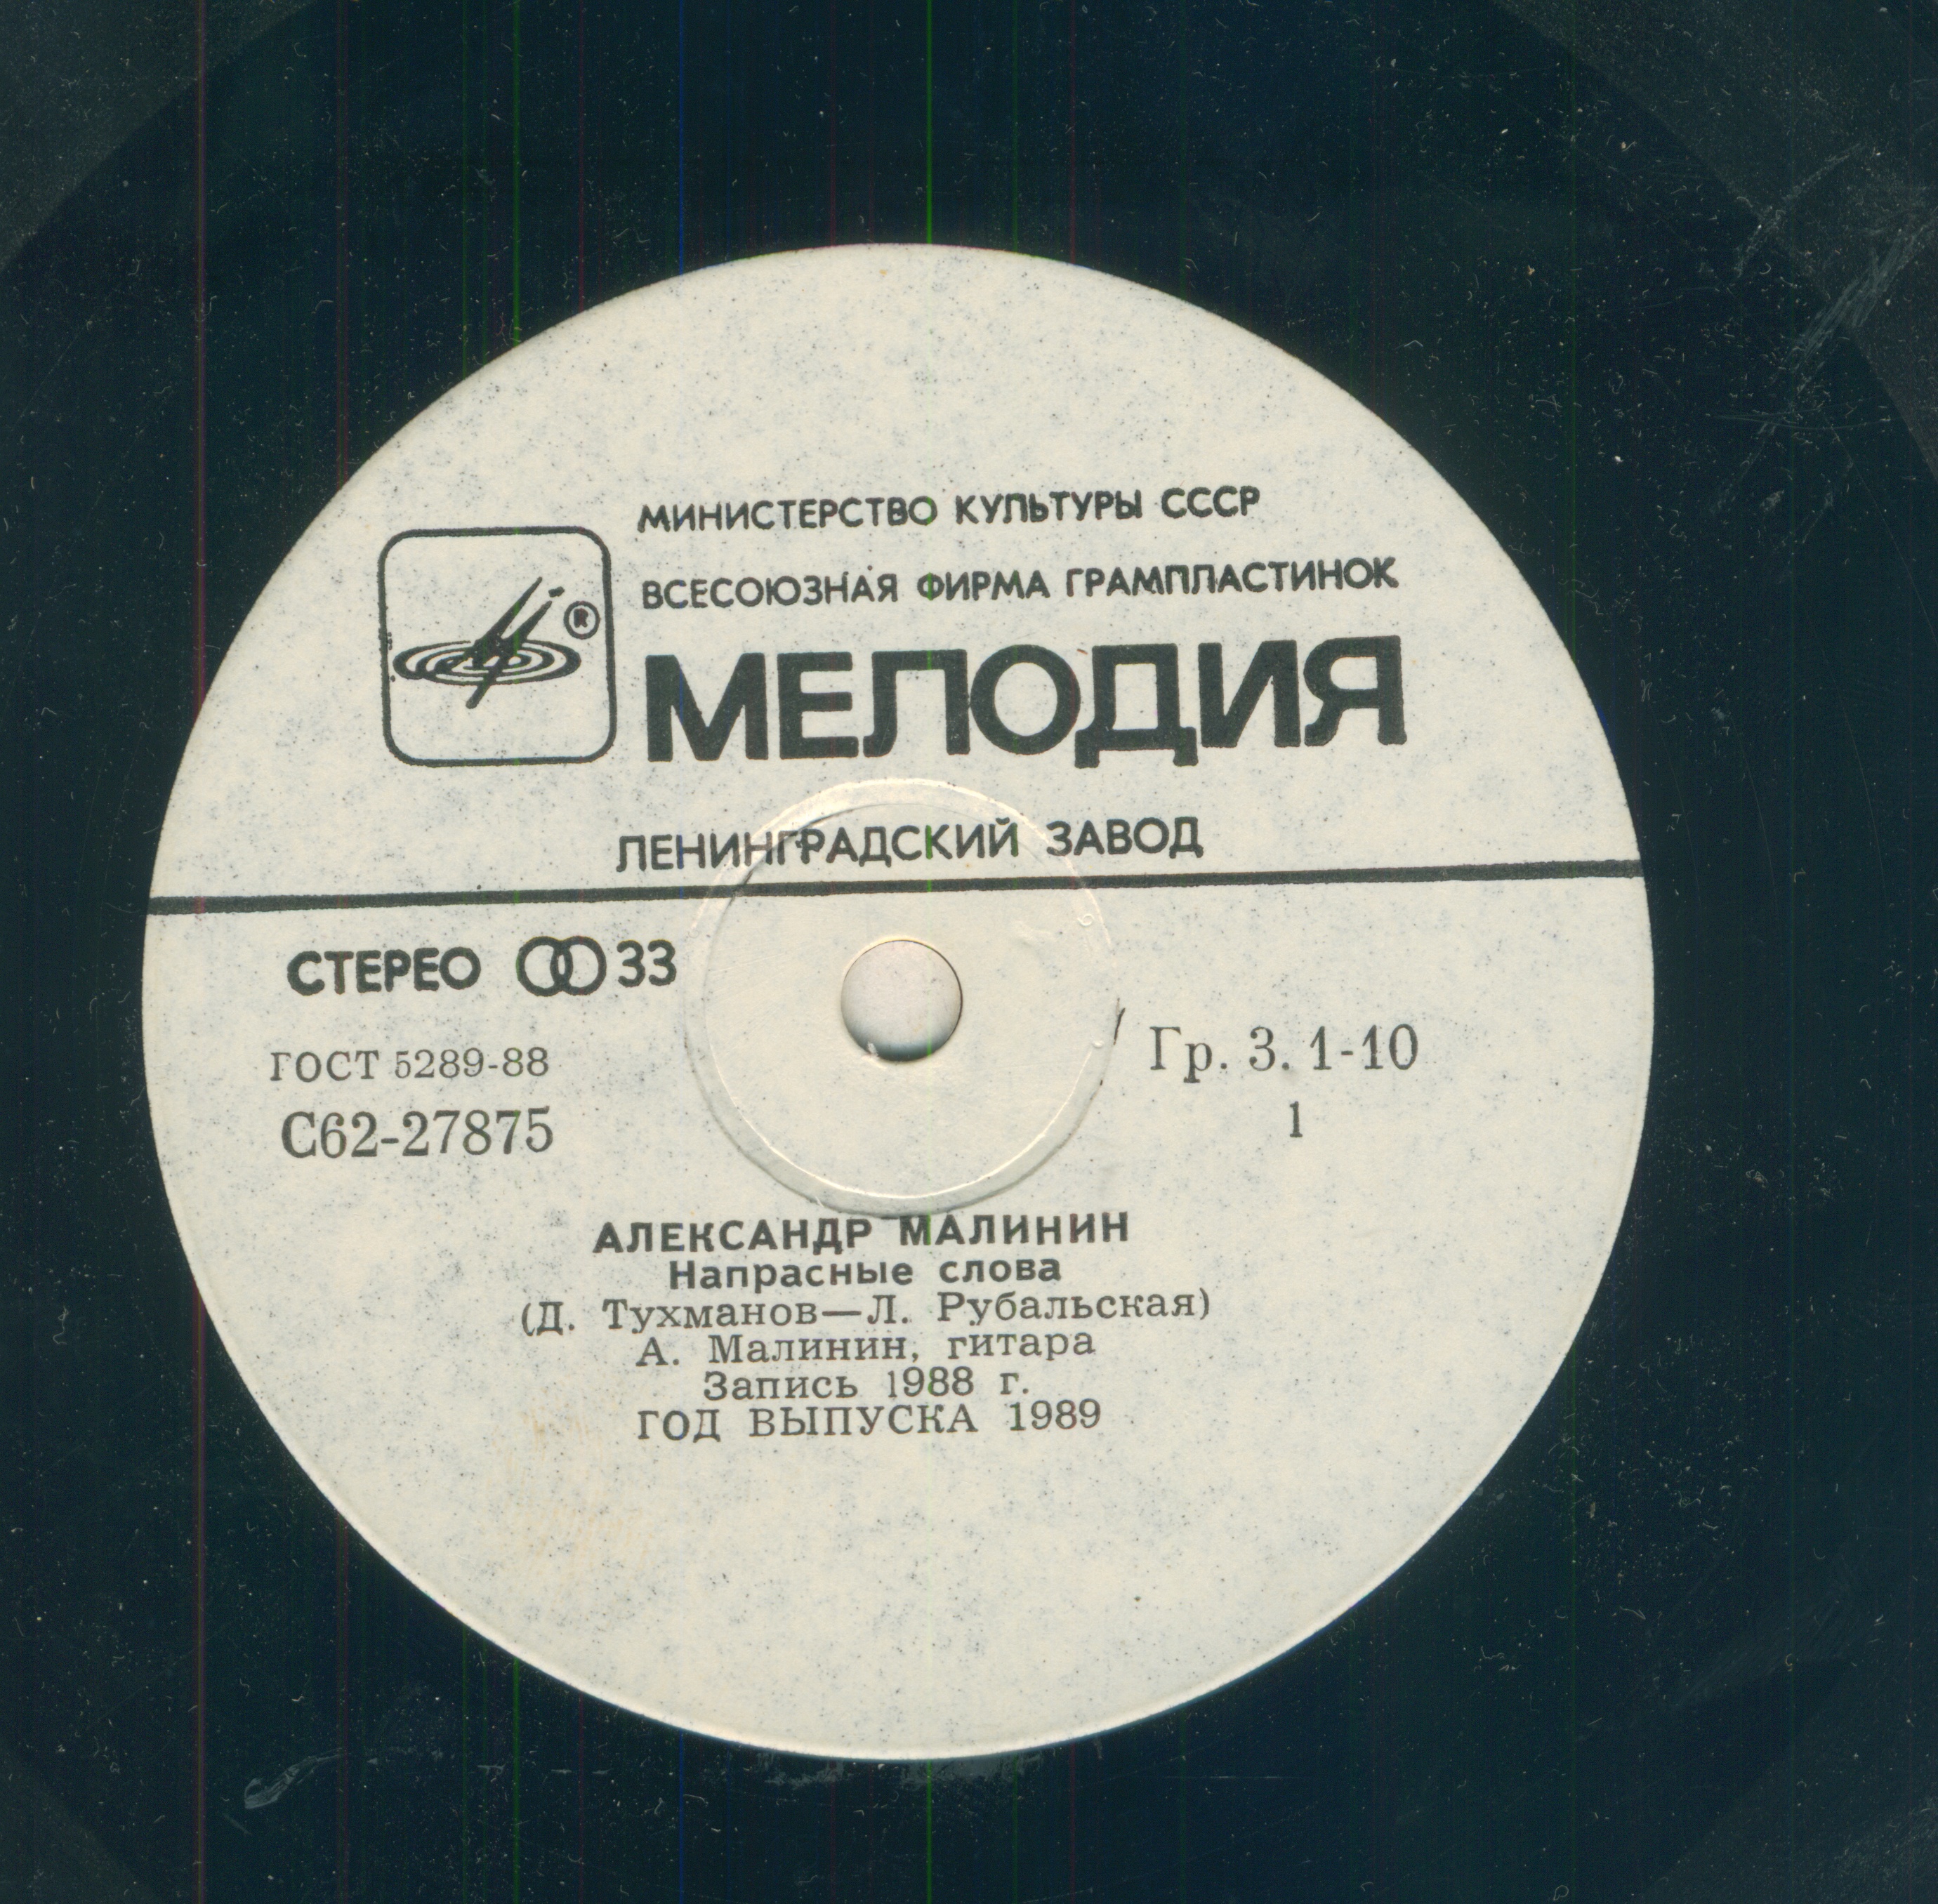 МИНИСТЕРСТВО КУЛЬТУРЫ СССР
ВСЕСОЮЗНАЯ ФИРМА ГРАМПЛАСТИНОК
®
МЕЛОДИЯ
ЛЕНИНГРАДСКИЙ ЗАВОД
СТЕРЕО 33
ГОСТ 5289-88
Гр. 3. 1-10
С62-27875
1
АЛЕКСАНДР МАЛИНИН
Напрасные слова
(Д. Тухманов—Л. Рубальская)
А. Малинин, гитара
Запись 1988 г.
ГОД ВЫПУСКА 1989